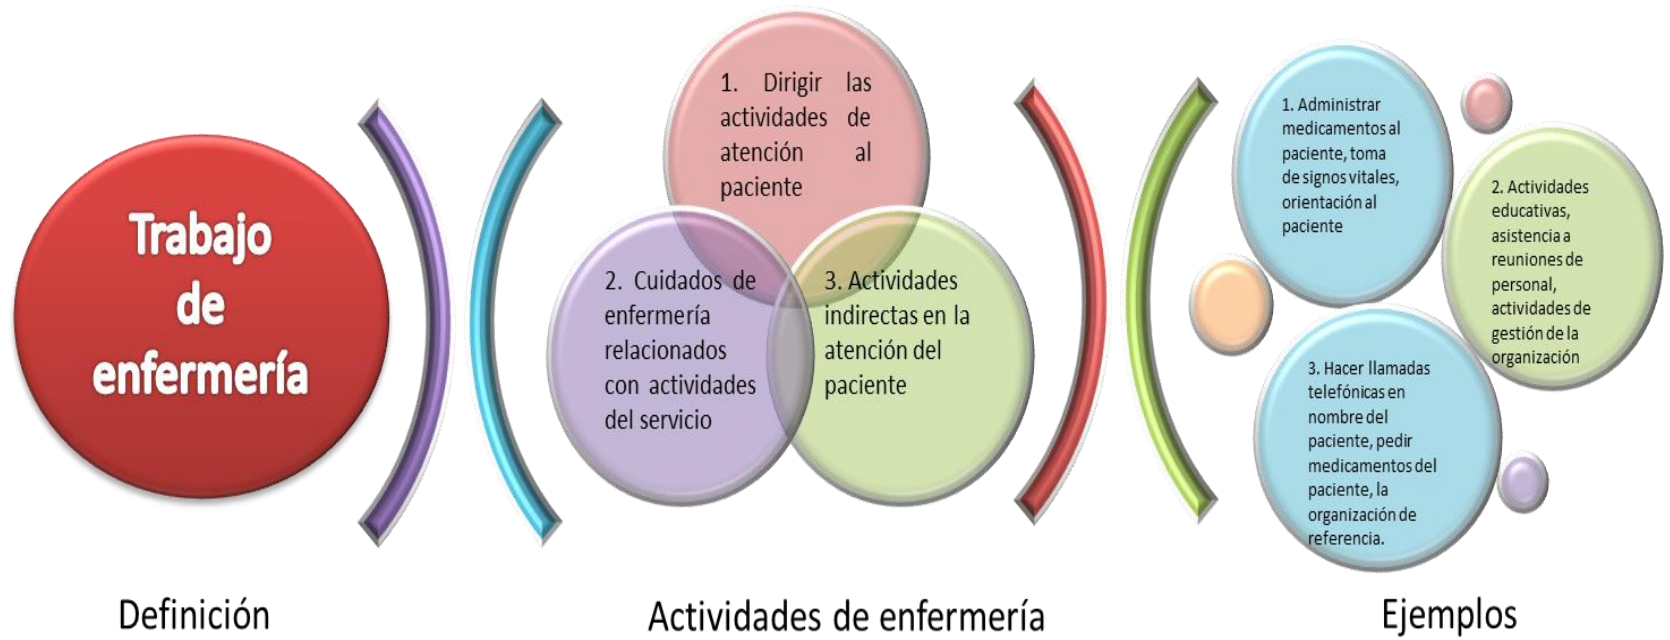 Trabajo
de
enfermería
Definición
1. Dirigir las
actividades de
atención al
paciente
2. Cuidados de
enfermería
relacionados
con actividades
del servicio
3. Actividades
indirectas en la
atención del
paciente
Actividades de enfermería
1. Administrar
medicamentos al
paciente, toma
de signos vitales,
orientación al
paciente
2. Actividades
educativas,
asistencia a
reuniones de
personal,
actividades de
gestión de la
organización
3. Hacer llamadas
telefónicas en
nombre del
paciente, pedir
medicamentos del
paciente, la
organización de
referencia.
Ejemplos